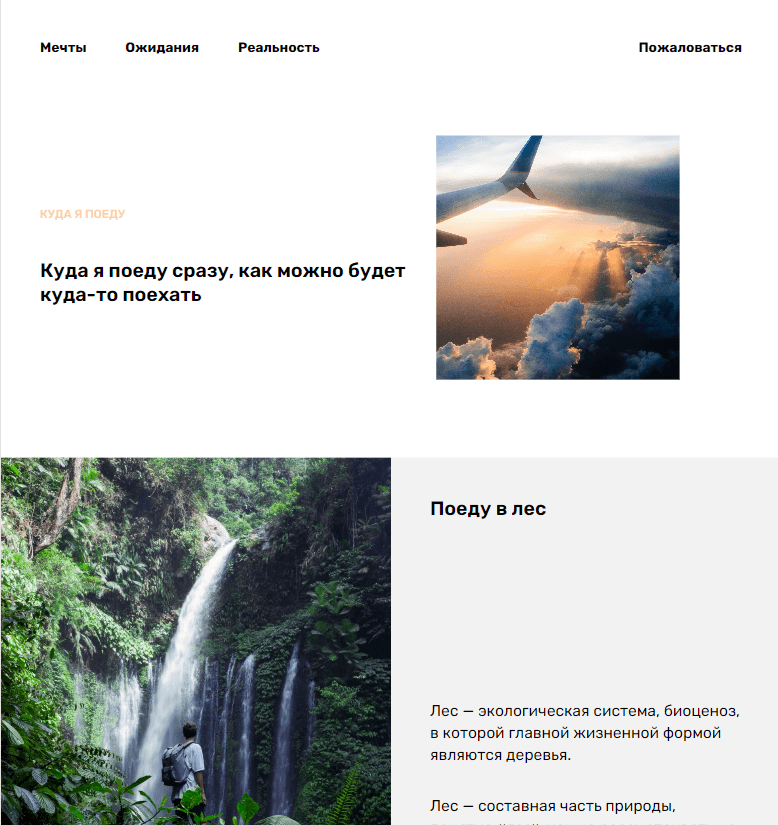 Мечты Ожидания Реальность Пожаловаться
КУДА Я ПОЕДУ
Куда я поеду сразу, как можно будет
куда-то поехать
Поеду в лес
Лес — экологическая система, биоценоз,
в которой главной жизненной формой
являются деревья.
Лес — составная часть природы,